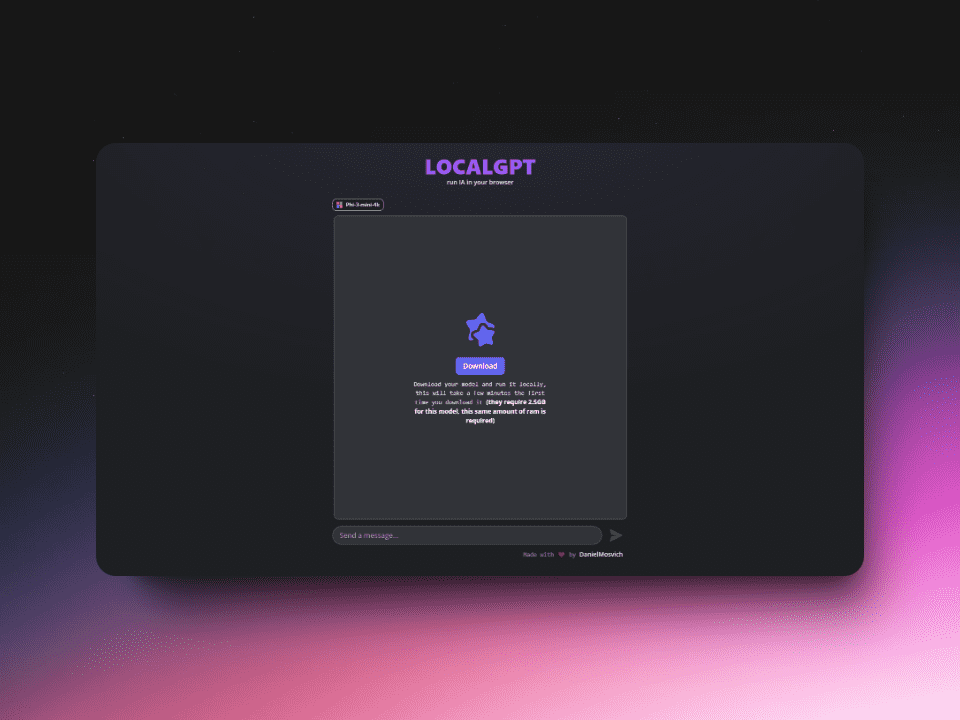 LOCALGPT
run IA in your browser
Phi-3-mini-4k
Download
Download your model and run it locally,
this will take a few minutes the first
time you download it (they require 2.5GB
for this model, this same amount of ram is
required)
Send a message...
Made with ♥ by DanielMosvich